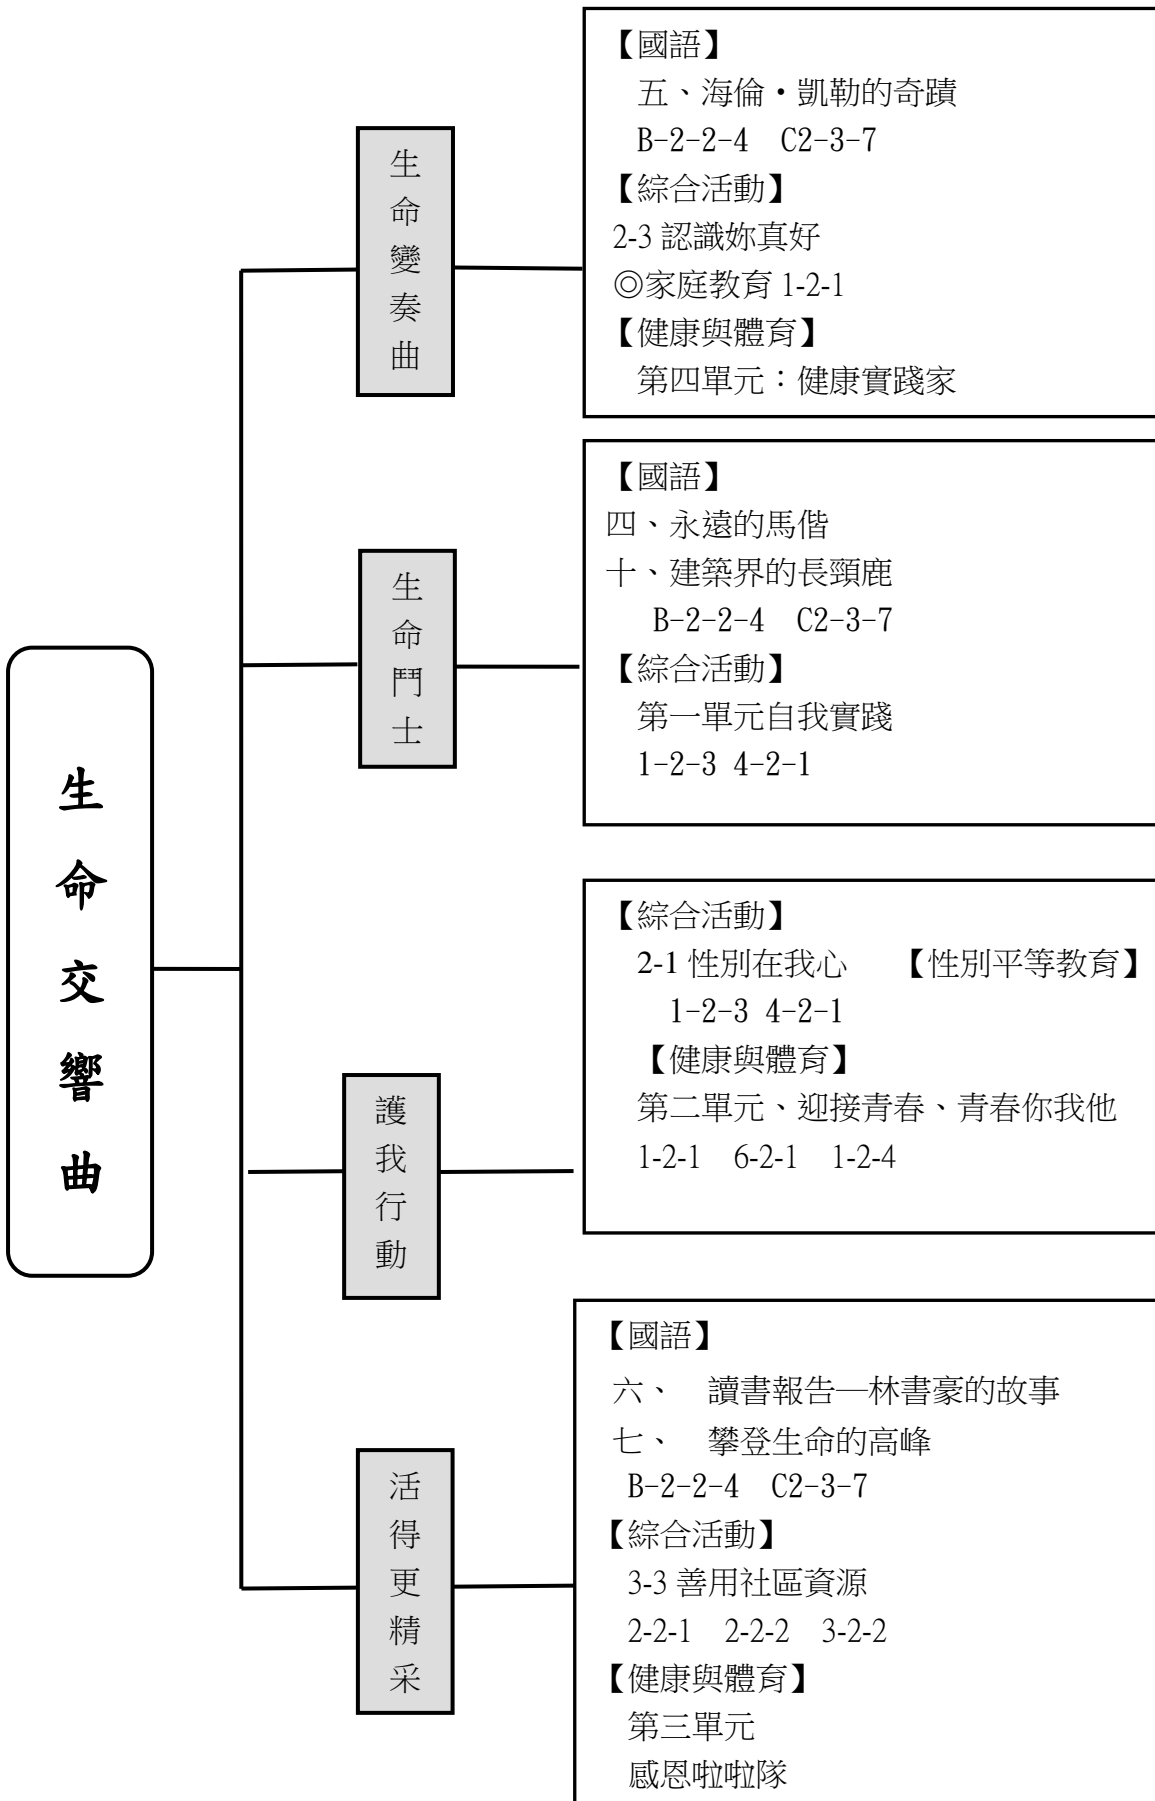 生命交響曲
生命變奏曲
【國語】
五、海倫‧凱勒的奇蹟
B-2-2-4 C2-3-7
【綜合活動】
2-3 認識妳真好
◎家庭教育 1-2-1
【健康與體育】
第四單元：健康實踐家
生命鬥士
【國語】
四、永遠的馬偕
十、建築界的長頸鹿
B-2-2-4 C2-3-7
【綜合活動】
第一單元自我實踐
1-2-3 4-2-1
護我行動
【綜合活動】
2-1 性別在我心 【性別平等教育】
1-2-3 4-2-1
【健康與體育】
第二單元、迎接青春、青春你我他
1-2-1 6-2-1 1-2-4
活得更精采
【國語】
六、 讀書報告—林書豪的故事
七、 攀登生命的高峰
B-2-2-4 C2-3-7
【綜合活動】
3-3 善用社區資源
2-2-1 2-2-2 3-2-2
【健康與體育】
第三單元
感恩啦啦隊